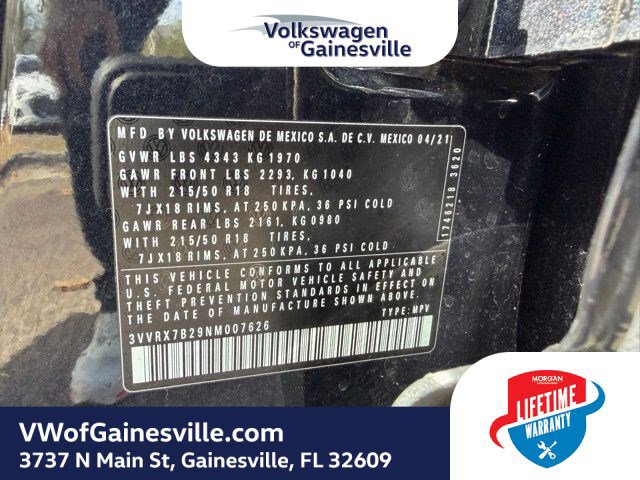 Volkswagen
OF Gainesville
MFD BY VOLKSWAGEN DE MEXICO S.A. DE C.V. MEXICO 04/21
GVWR LBS 4343 KG 1970
GAWR FRONT LBS 2293, KG 1040
WITH 215/50 R18 TIRES,
7JX18 RIMS, AT 250 KPA, 36 PSI COLD
GAWR REAR LBS 2161, KG 0980
WITH 215/50 R18 TIRES,
7JX18 RIMS, AT 250 KPA, 36 PSI COLD
THIS VEHICLE CONFORMS TO ALL APPLICABLE
U.S. FEDERAL MOTOR VEHICLE SAFETY AND
THEFT PREVENTION STANDARDS IN EFFECT ON
THE DATE OF MANUFACTURE SHOWN ABOVE.
3VVRX7B29NM007626 TYPE: MPV
1746218 3620
MORGAN
LIFETIME
WARRANTY
VWofGainesville.com
3737 N Main St, Gainesville, FL 32609